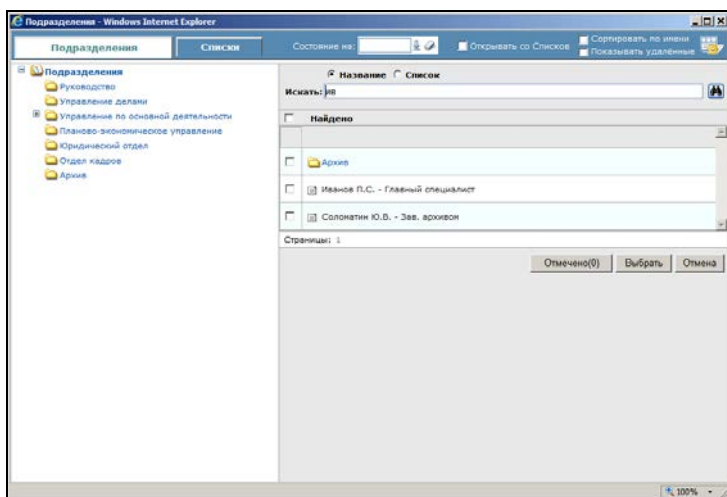 Подразделения - Windows Internet Explorer
Подразделения
Списки
Состояние на:
Открывать со Списков
Сортировать по имени
Показывать удалённые
Подразделения
Руководство
Управление делами
Управление по основной деятельности
Планово-экономическое управление
Юридический отдел
Отдел кадров
Архив
Название Список
Искать: ив
Найдено
Архив
Иванов П.С. - Главный специалист
Солонатин Ю.В. - Зав. архивом
Страницы: 1
Отмечено(0) Выбрать Отмена
100%